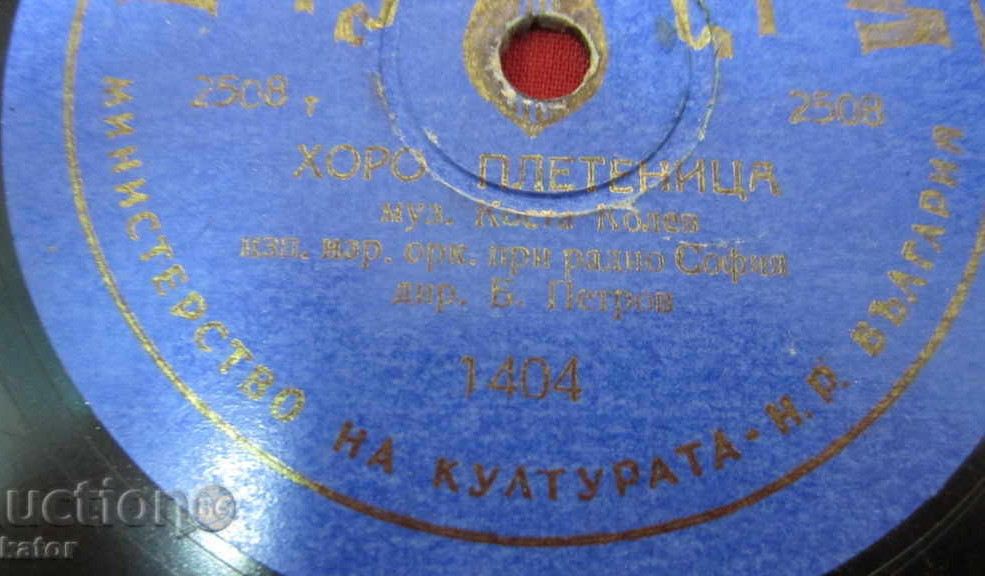 2508 т 2508
ХОРО ПЛЕТЕНИЦА
муз. Коста Колев
изп. нар. орк. при радио София
дир. Б. Петров
1404
МИНИСТЕРСТВО НА КУЛТУРАТА - Н. Р. БЪЛГАРИЯ